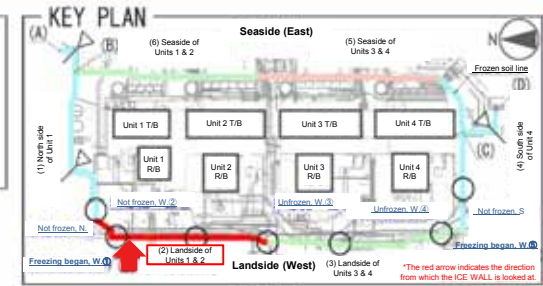 KEY PLAN
(A)
(B)
(6) Seaside of
Units 1 & 2
Seaside (East)
(5) Seaside of
Units 3 & 4
N
Frozen soil line
(D)
(1) North side
of Unit 1
Unit 1 T/B
Unit 2 T/B
Unit 3 T/B
Unit 4 T/B
(C)
(4) South side
of Unit 4
Unit 1
R/B
Unit 2
R/B
Unit 3
R/B
Unit 4
R/B
Not frozen, W.②
Unfrozen, W.③
Unfrozen, W.④
Not frozen, S
Not frozen, N.
Freezing began, W.①
(2) Landside of
Units 1 & 2
Landside (West)
(3) Landside of
Units 3 & 4
Freezing began, W.⑤
*The red arrow indicates the direction
from which the ICE WALL is looked at.